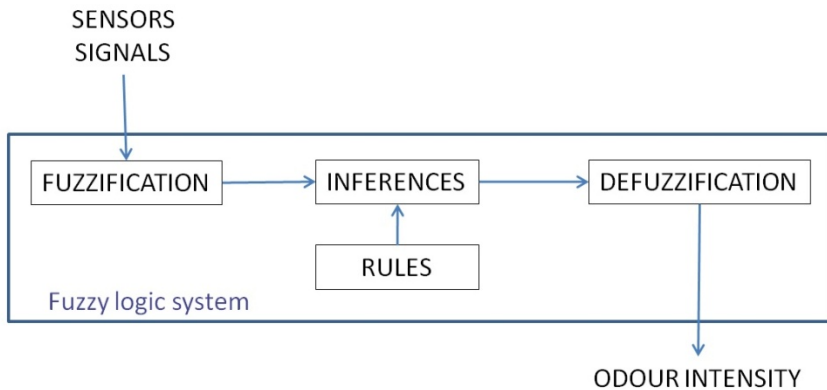 SENSORS
SIGNALS
FUZZIFICATION
INFERENCES
DEFUZZIFICATION
RULES
Fuzzy logic system
ODOUR INTENSITY